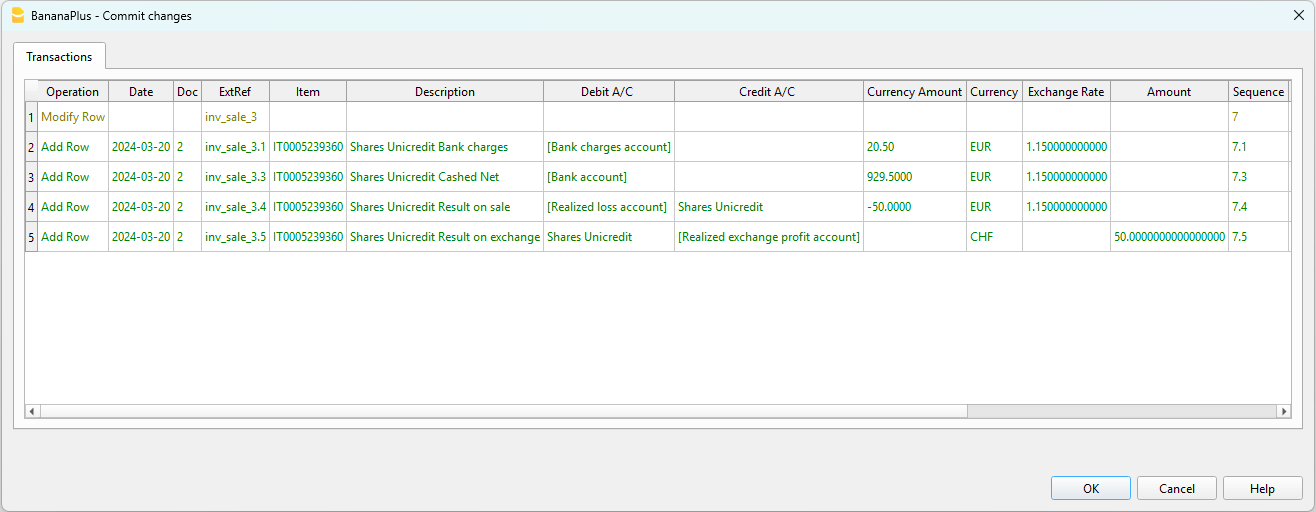 BananaPlus - Commit changes
Transactions
Operation Date Doc ExtRef Item Description Debit A/C Credit A/C Currency Amount Currency Exchange Rate Amount Sequence
1 Modify Row inv_sale_3 7
2 Add Row 2024-03-20 2 inv_sale_3.1 IT0005239360 Shares Unicredit Bank charges [Bank charges account] 20.50 EUR 1.150000000000 7.1
3 Add Row 2024-03-20 2 inv_sale_3.3 IT0005239360 Shares Unicredit Cashed Net [Bank account] 929.5000 EUR 1.150000000000 7.3
4 Add Row 2024-03-20 2 inv_sale_3.4 IT0005239360 Shares Unicredit Result on sale [Realized loss account] Shares Unicredit -50.0000 EUR 1.150000000000 7.4
5 Add Row 2024-03-20 2 inv_sale_3.5 IT0005239360 Shares Unicredit Result on exchange Shares Unicredit [Realized exchange profit account] CHF 50.0000000000000000 7.5
OK Cancel Help